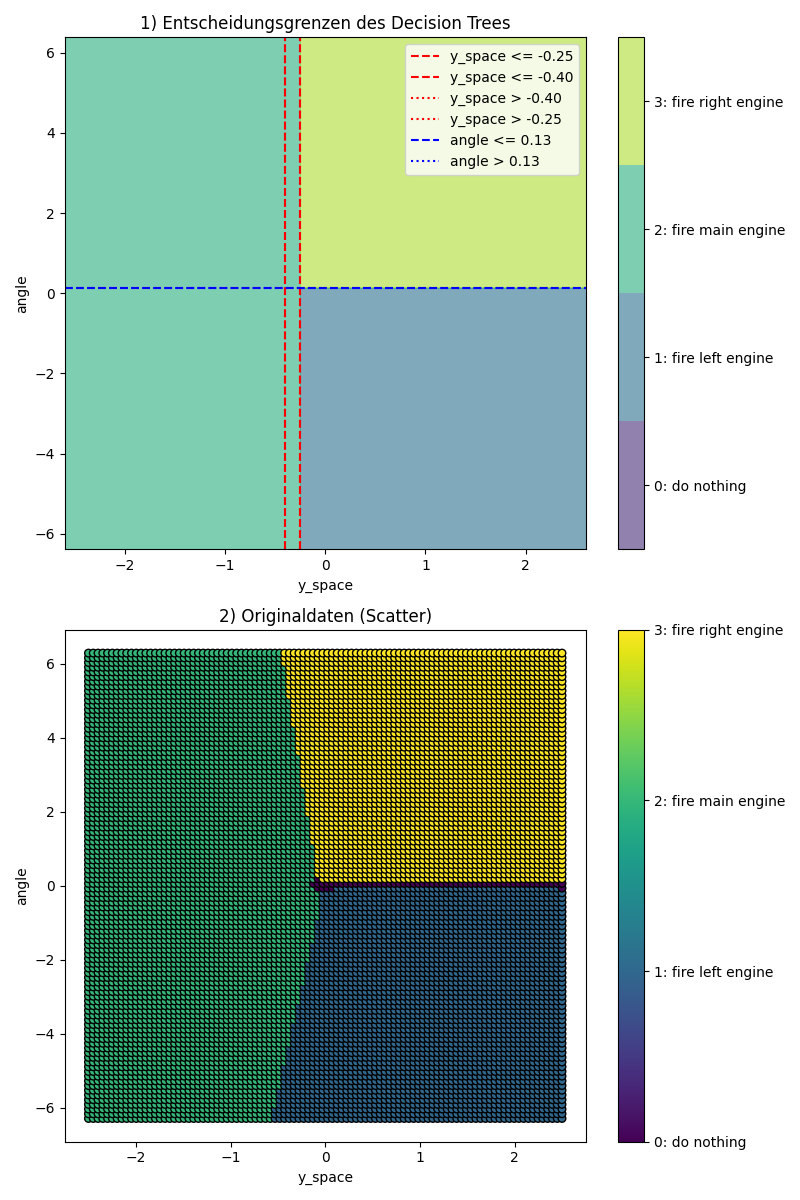 1) Entscheidungsgrenzen des Decision Trees
6
4
2
0
−2
−4
−6
angle
−2
−1
0
1
2
y_space
y_space <= -0.25
y_space <= -0.40
y_space > -0.40
y_space > -0.25
angle <= 0.13
angle > 0.13
3: fire right engine
2: fire main engine
1: fire left engine
0: do nothing
2) Originaldaten (Scatter)
6
4
2
0
−2
−4
−6
angle
−2
−1
0
1
2
y_space
3: fire right engine
2: fire main engine
1: fire left engine
0: do nothing